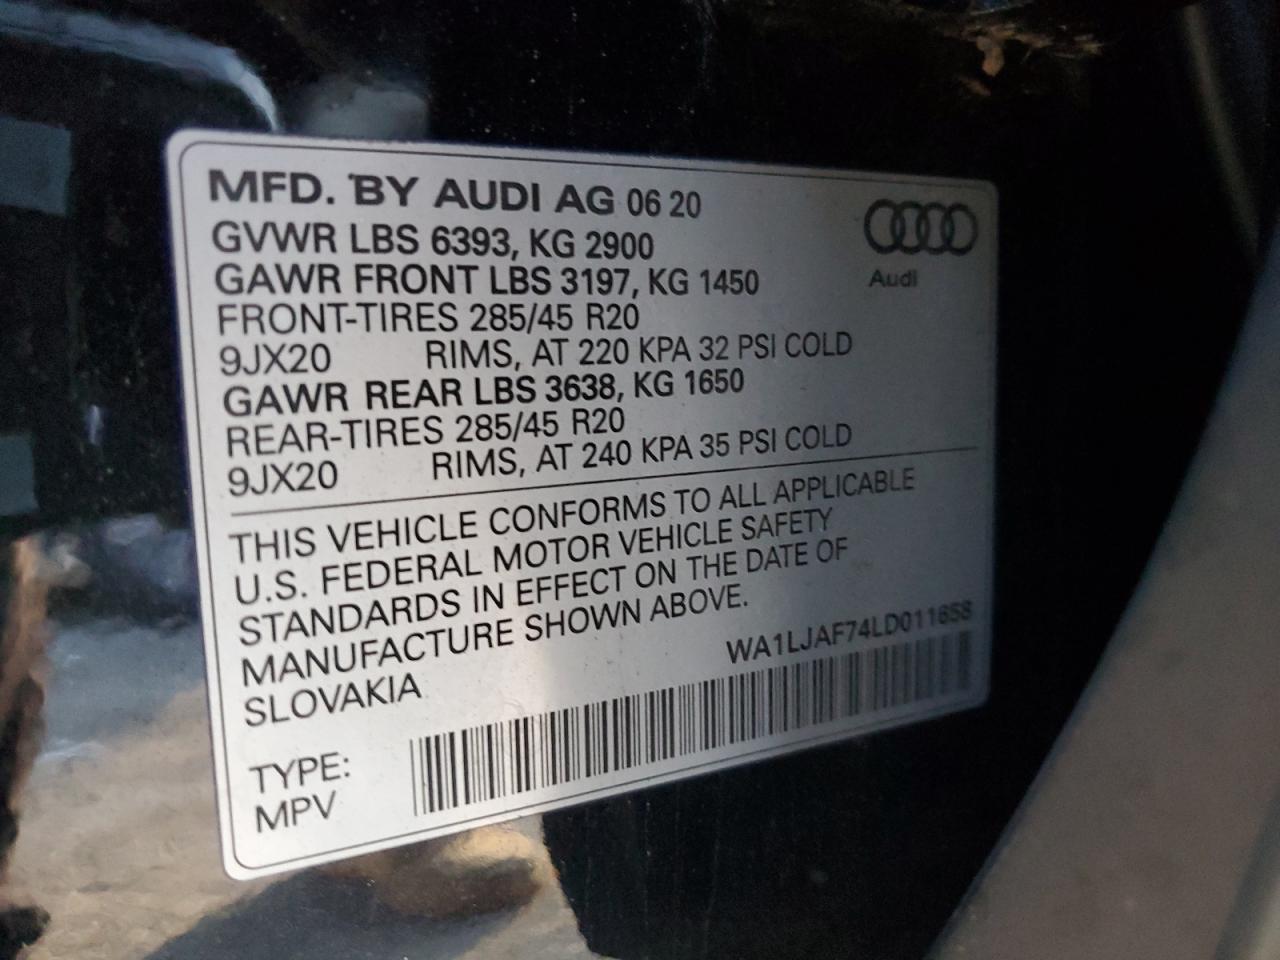 MFD. BY AUDI AG 06 20
GVWR LBS 6393, KG 2900
GAWR FRONT LBS 3197, KG 1450
FRONT-TIRES 285/45 R20
9JX20 RIMS, AT 220 KPA 32 PSI COLD
GAWR REAR LBS 3638, KG 1650
REAR-TIRES 285/45 R20
9JX20 RIMS, AT 240 KPA 35 PSI COLD
Audi
THIS VEHICLE CONFORMS TO ALL APPLICABLE
U.S. FEDERAL MOTOR VEHICLE SAFETY
STANDARDS IN EFFECT ON THE DATE OF
MANUFACTURE SHOWN ABOVE.
SLOVAKIA
WA1LJAF74LD011658
TYPE:
MPV